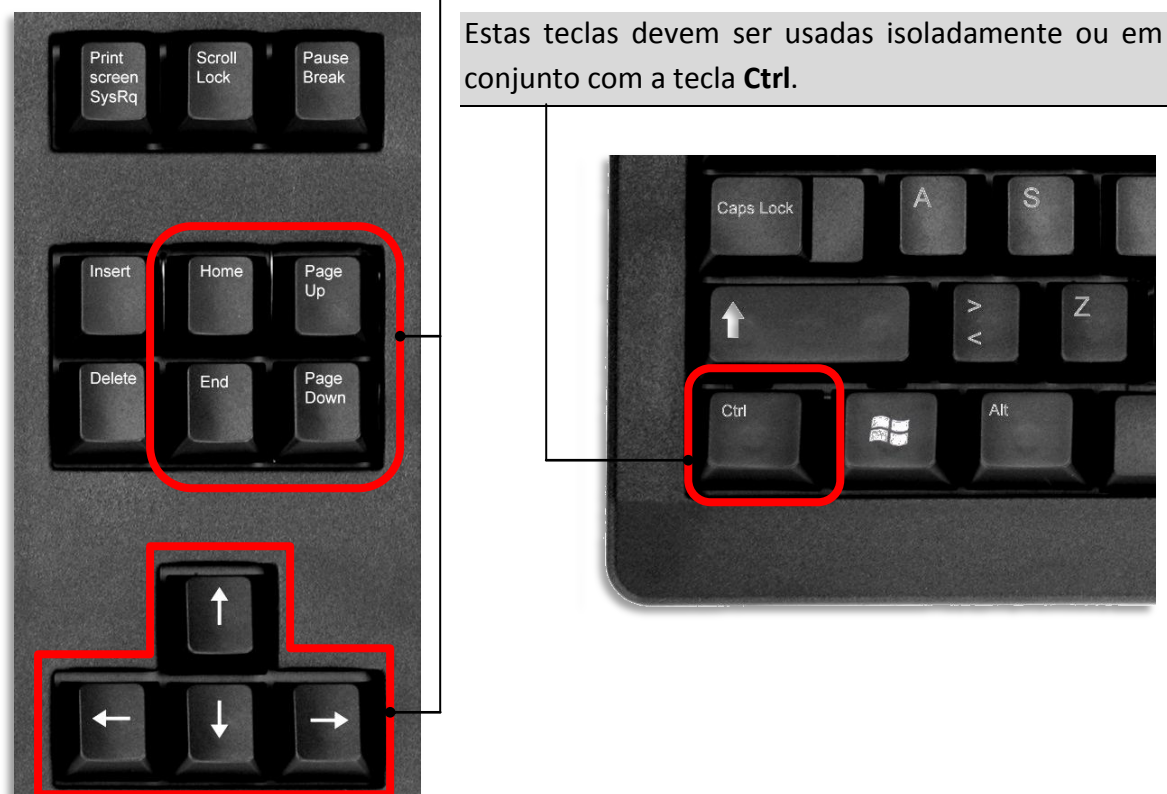 Estas teclas devem ser usadas isoladamente ou em
conjunto com a tecla Ctrl.
Print
screen
SysRq
Scroll
Lock
Pause
Break
Insert
Home
Page
Up
Delete
End
Page
Down
Caps Lock
A
S
>
<
Z
Ctrl
Alt